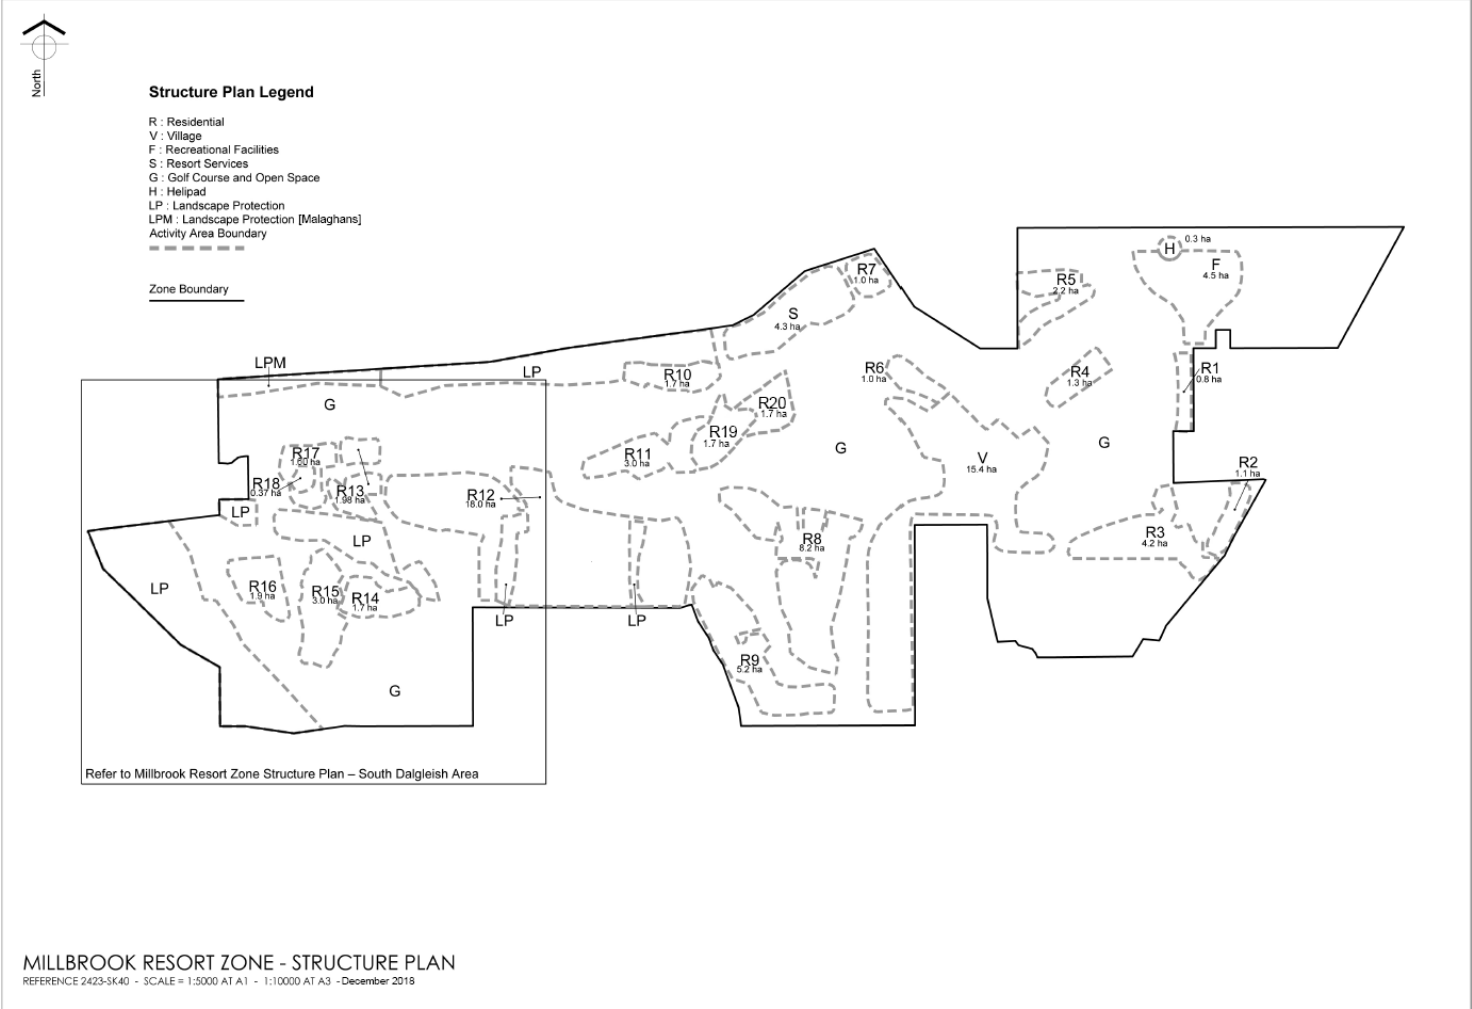 North
Structure Plan Legend
R : Residential
V : Village
F : Recreational Facilities
S : Resort Services
G : Golf Course and Open Space
H : Helipad
LP : Landscape Protection
LPM : Landscape Protection [Malaghans]
Activity Area Boundary
Zone Boundary
H
0.3 ha
F
4.5 ha
R7
1.0 ha
R5
2.2 ha
S
4.3 ha
LPM
LP
R10
1.7 ha
R6
1.0 ha
R4
1.3 ha
R1
0.8 ha
G
R20
1.7 ha
R19
1.7 ha
G
G
R17
1.60 ha
R11
3.0 ha
V
15.4 ha
R2
1.1 ha
R18
0.37 ha
R13
1.98 ha
R12
18.0 ha
LP
LP
R8
8.2 ha
R3
4.2 ha
LP
R16
1.9 ha
R15
3.0 ha
R14
1.7 ha
LP
LP
R9
5.2 ha
G
Refer to Millbrook Resort Zone Structure Plan – South Dalgleish Area
MILLBROOK RESORT ZONE - STRUCTURE PLAN
REFERENCE 2423-SK40 - SCALE = 1:5000 AT A1 - 1:10000 AT A3 - December 2018